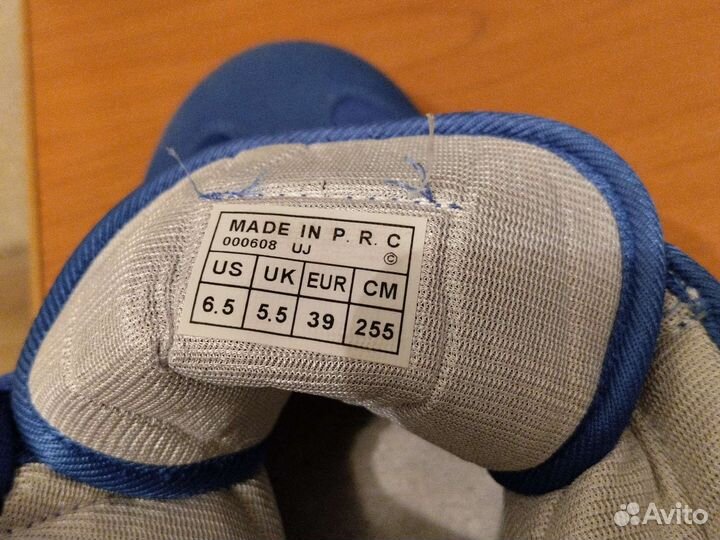 MADE IN P. R. C
000608 UJ ©
US UK EUR CM
6.5 5.5 39 255
Avito